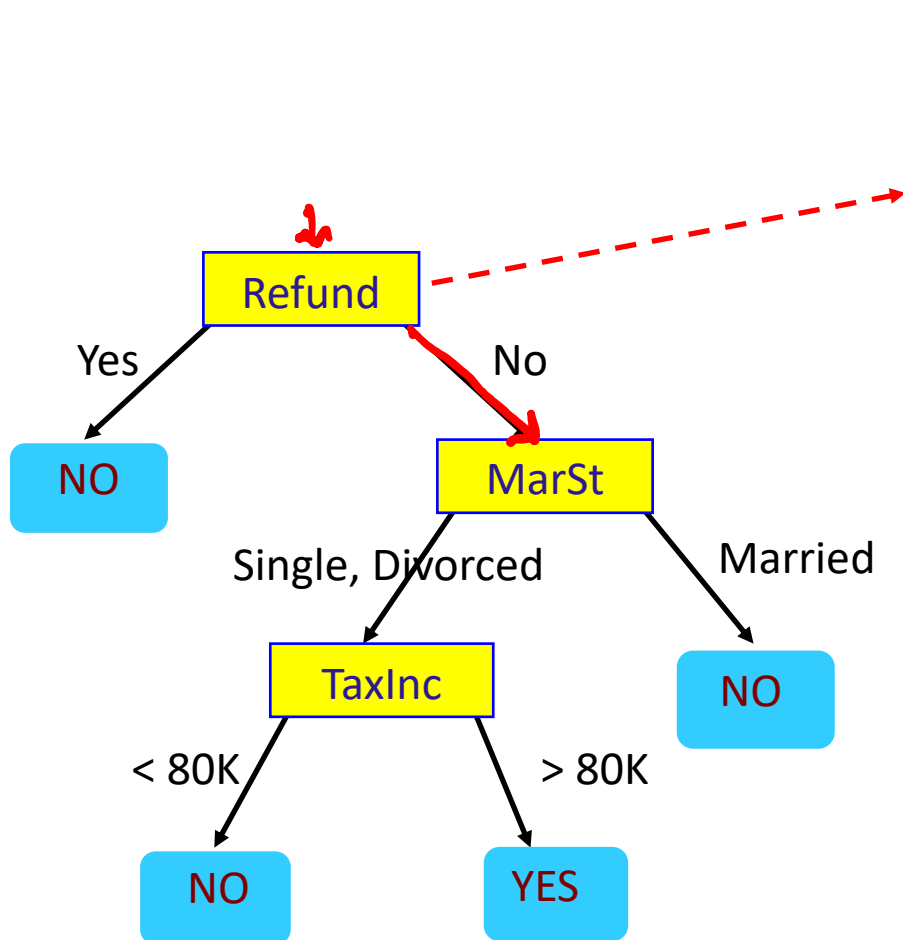 Refund
Yes
No
NO
MarSt
Single, Divorced
Married
TaxInc
NO
< 80K
> 80K
NO
YES